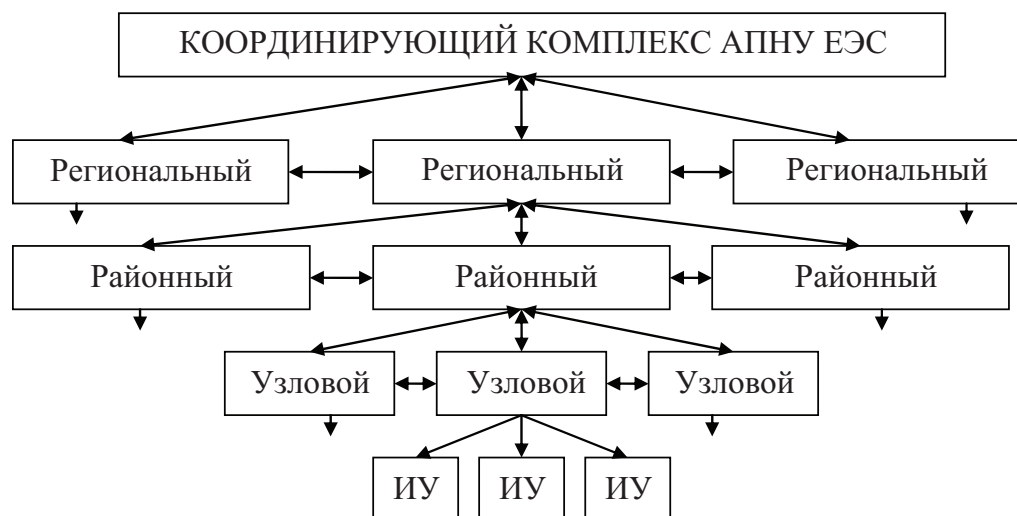 КООРДИНИРУЮЩИЙ КОМПЛЕКС АПНУ ЕЭС
Региональный
Региональный
Региональный
Районный
Районный
Районный
Узловой
Узловой
Узловой
ИУ
ИУ
ИУ